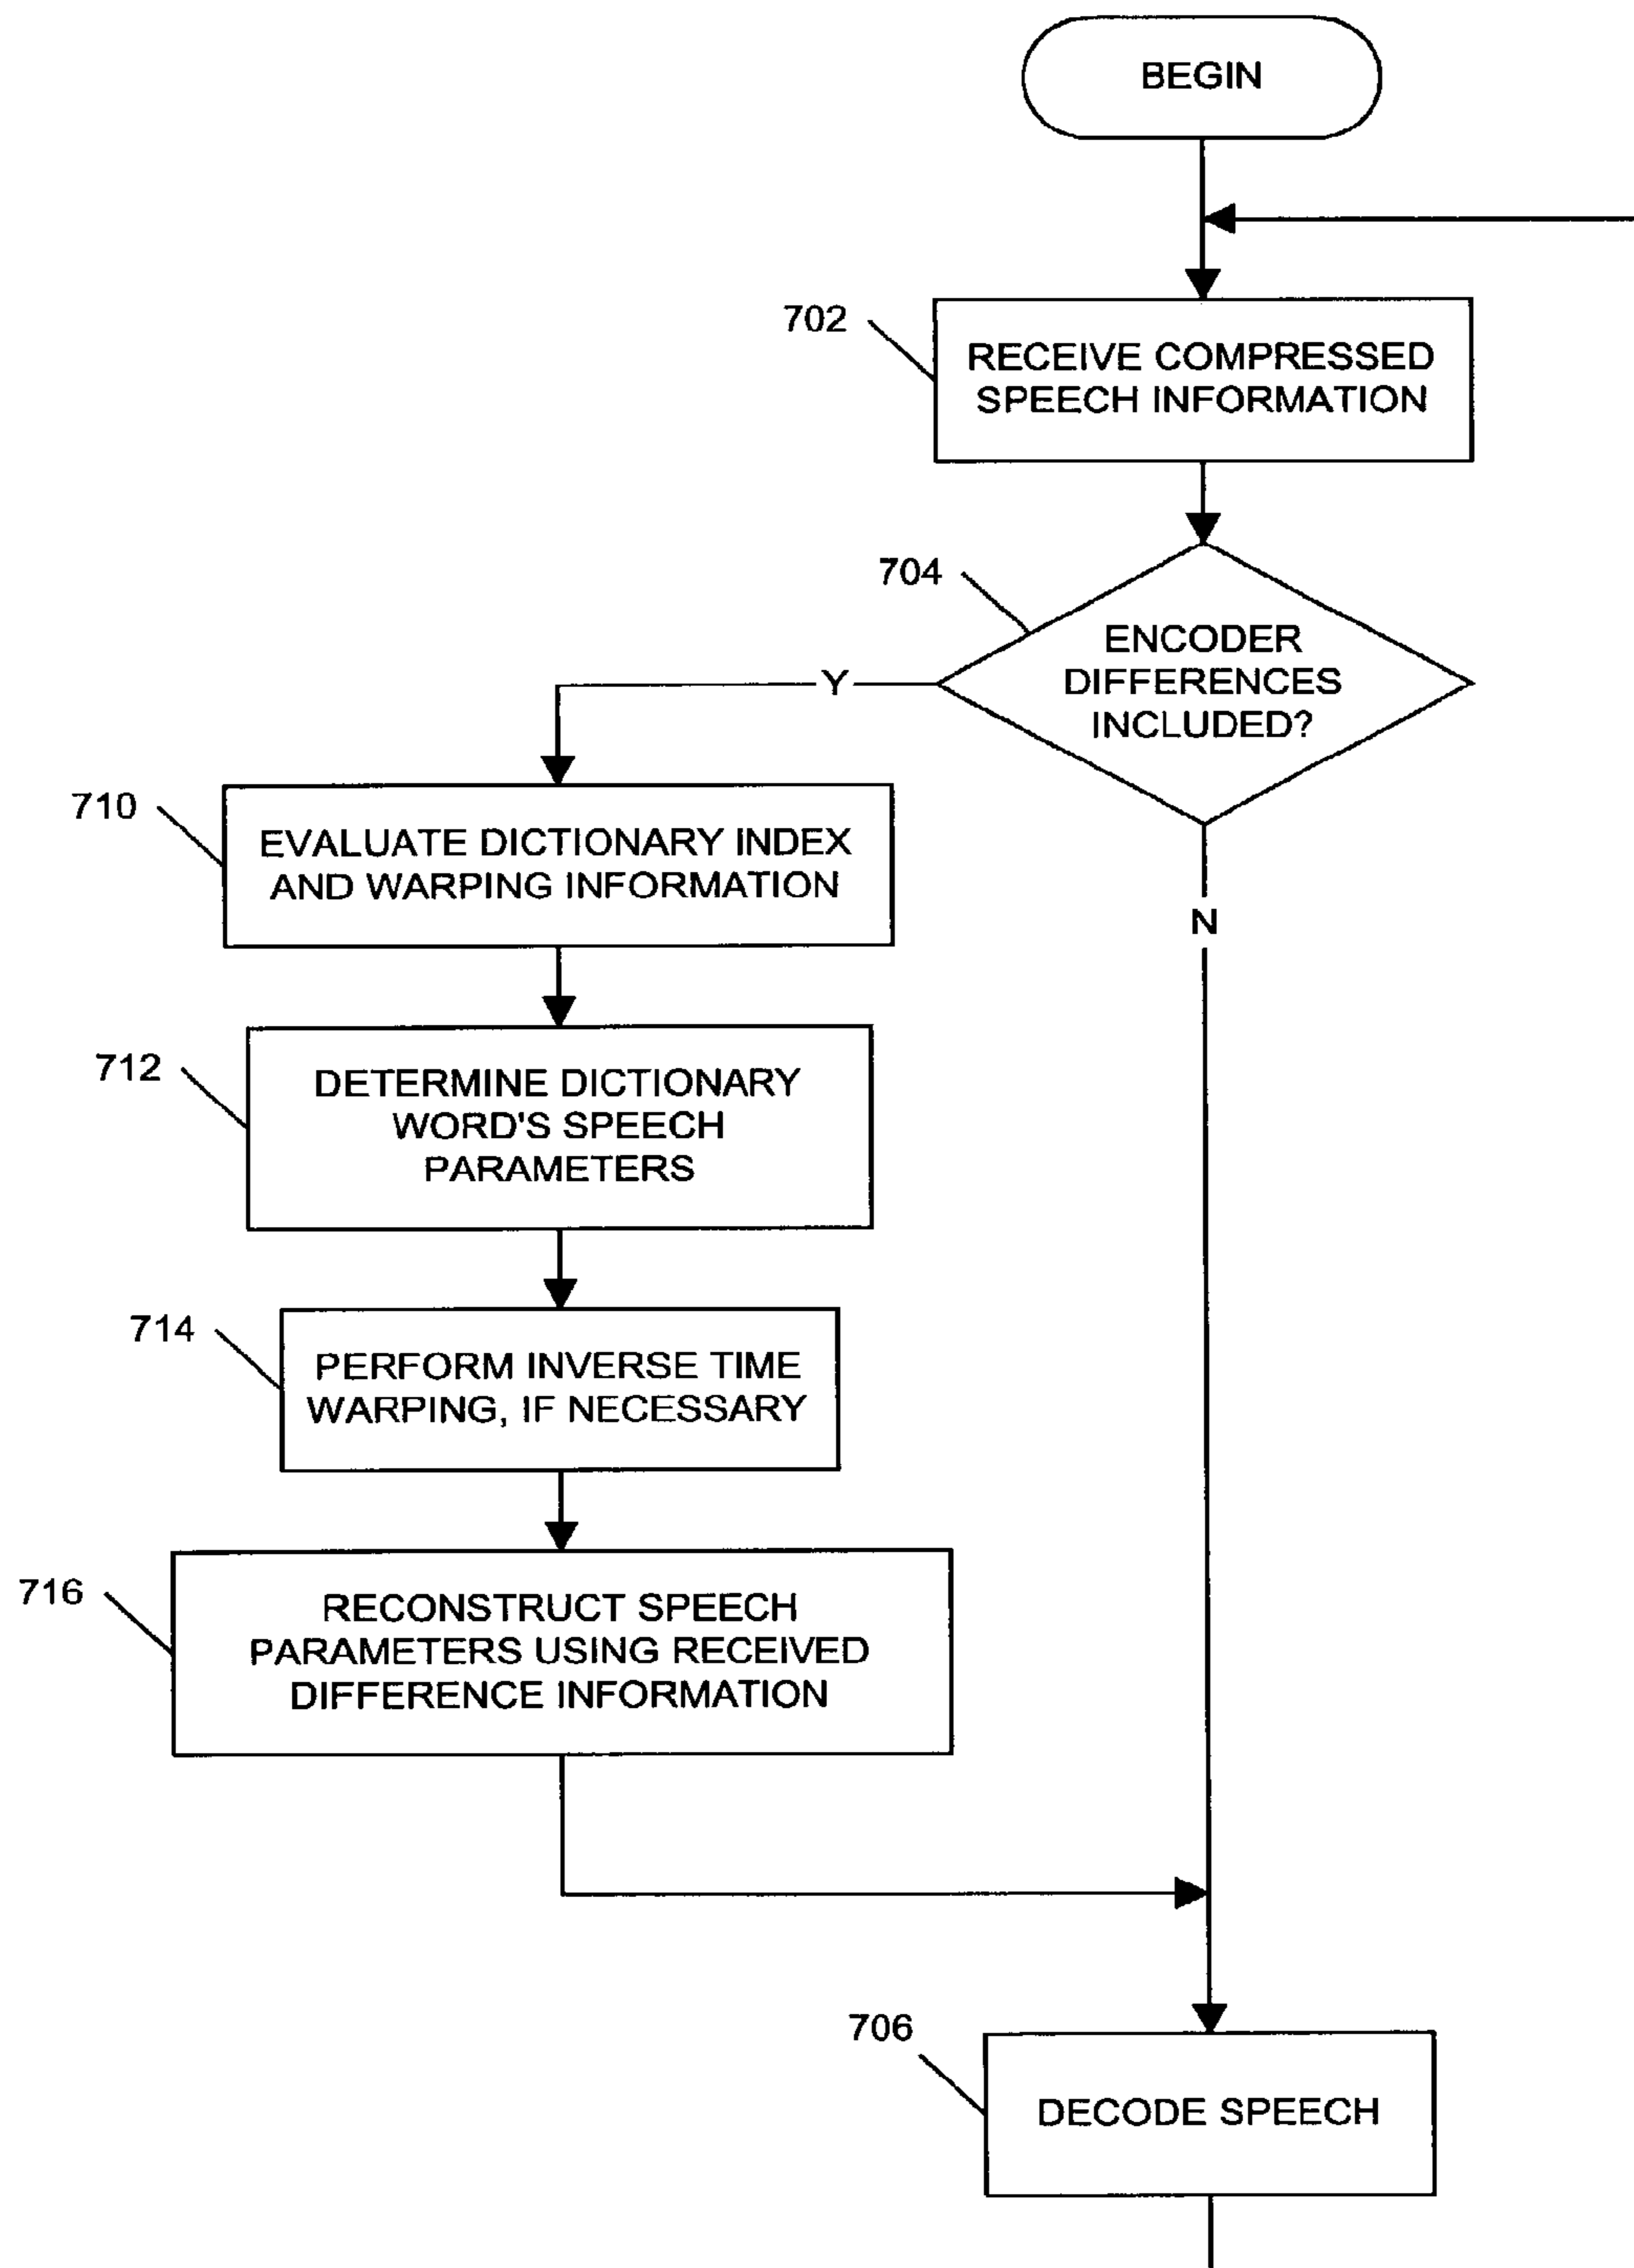 BEGIN
702
RECEIVE COMPRESSED
SPEECH INFORMATION
704
ENCODER
DIFFERENCES
INCLUDED?
Y
N
710
EVALUATE DICTIONARY INDEX
AND WARPING INFORMATION
712
DETERMINE DICTIONARY
WORD'S SPEECH
PARAMETERS
714
PERFORM INVERSE TIME
WARPING, IF NECESSARY
716
RECONSTRUCT SPEECH
PARAMETERS USING RECEIVED
DIFFERENCE INFORMATION
706
DECODE SPEECH